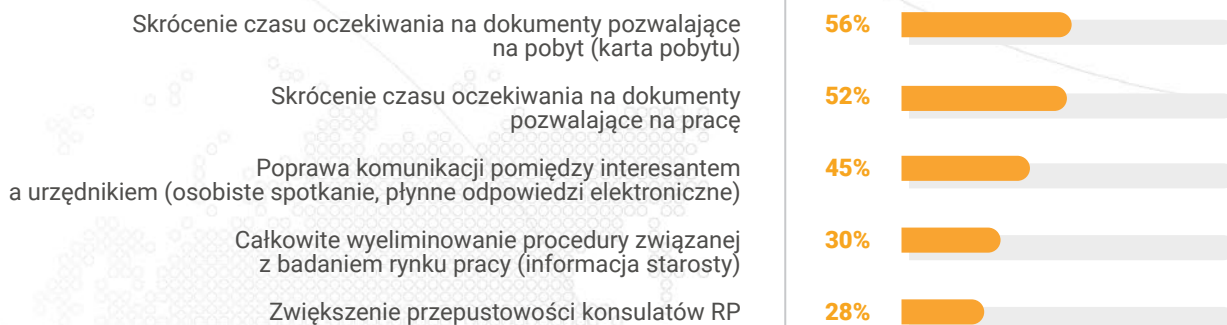 Skrócenie czasu oczekiwania na dokumenty pozwalające
na pobyt (karta pobytu)
56%
Skrócenie czasu oczekiwania na dokumenty
pozwalające na pracę
52%
Poprawa komunikacji pomiędzy interesantem
a urzędnikiem (osobiste spotkanie, płynne odpowiedzi elektroniczne)
45%
Całkowite wyeliminowanie procedury związanej
z badaniem rynku pracy (informacja starosty)
30%
Zwiększenie przepustowości konsulatów RP
28%